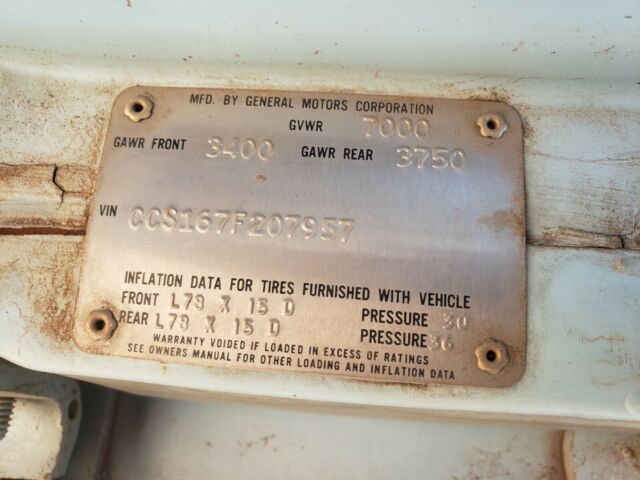 MFD. BY GENERAL MOTORS CORPORATION
GVWR 7000
GAWR FRONT 3400 GAWR REAR 3750
VIN CCS167F207957
INFLATION DATA FOR TIRES FURNISHED WITH VEHICLE
FRONT L78 X 15 D PRESSURE 30
REAR L78 X 15 D PRESSURE 36
WARRANTY VOIDED IF LOADED IN EXCESS OF RATINGS
SEE OWNERS MANUAL FOR OTHER LOADING AND INFLATION DATA